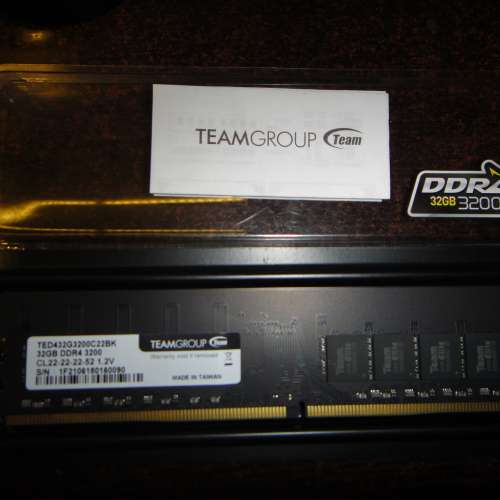 TEAMGROUP Team
DDR4
32GB 3200
TED432G3200C22BK
32GB DDR4 3200
CL22-22-22-52 1.2V
S/N : 1F2106180160090
TEAMGROUP Team
Warranty void if removed
MADE IN TAIWAN